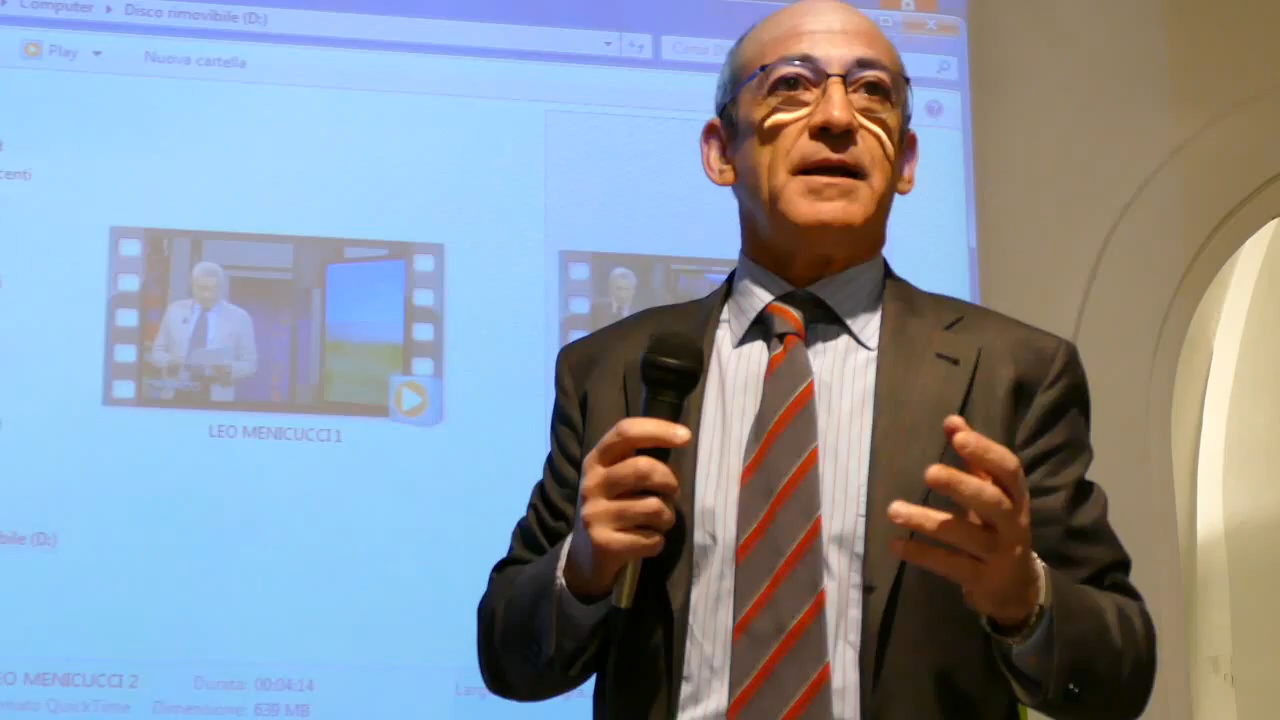 Computer ▸ Disco rimovibile (D:)
Play
Nuova cartella
centi
LEO MENICUCCI 1
bile (D:)
EO MENICUCCI 2
Durata: 00:04:14
QuickTime
Dimensione: 639 MB